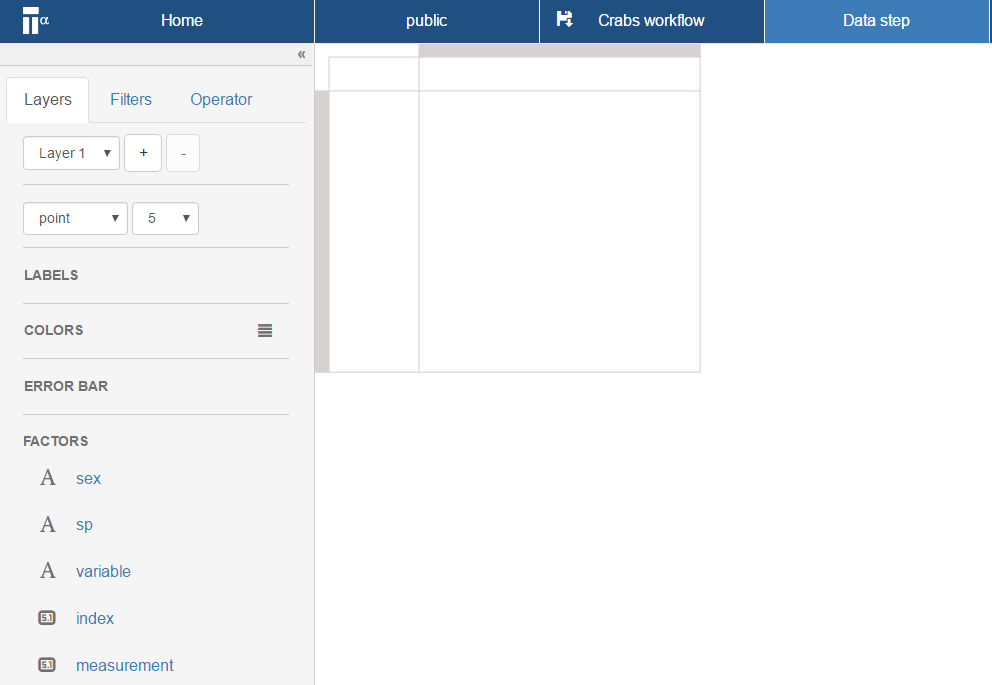 α Home public Crabs workflow Data step
«
Layers Filters Operator
Layer 1 + -
point 5
LABELS
COLORS
ERROR BAR
FACTORS
A sex
A sp
A variable
5.1 index
5.1 measurement